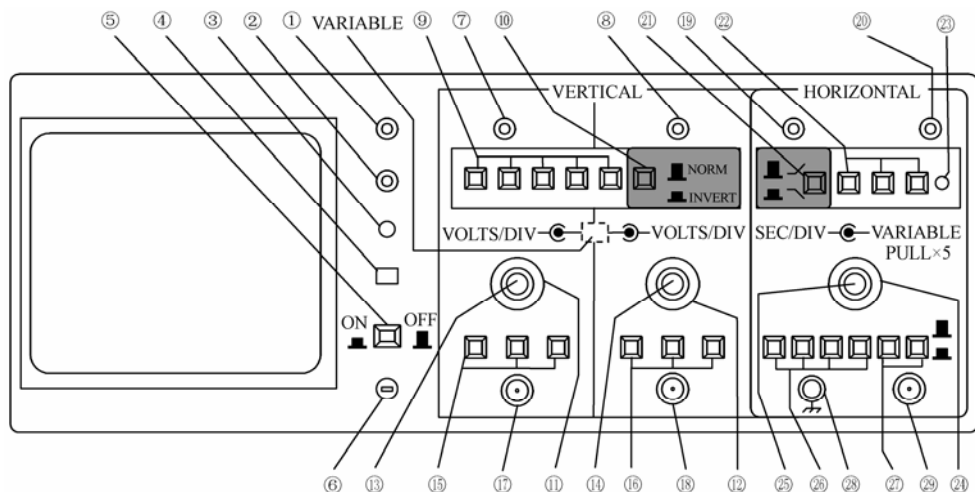 ⑤ ④ ③ ② ① VARIABLE ⑨ ⑦ ⑩ ⑧ ㉑ ⑲ ㉒ ⑳ ㉓
VERTICAL HORIZONTAL
NORM
INVERT
VOLTS/DIV VOLTS/DIV SEC/DIV VARIABLE
PULL×5
ON OFF
⑥ ⑬ ⑮ ⑰ ⑪ ⑭ ⑯ ⑱ ⑫ ㉕ ㉖ ㉘ ㉗ ㉙ ㉔